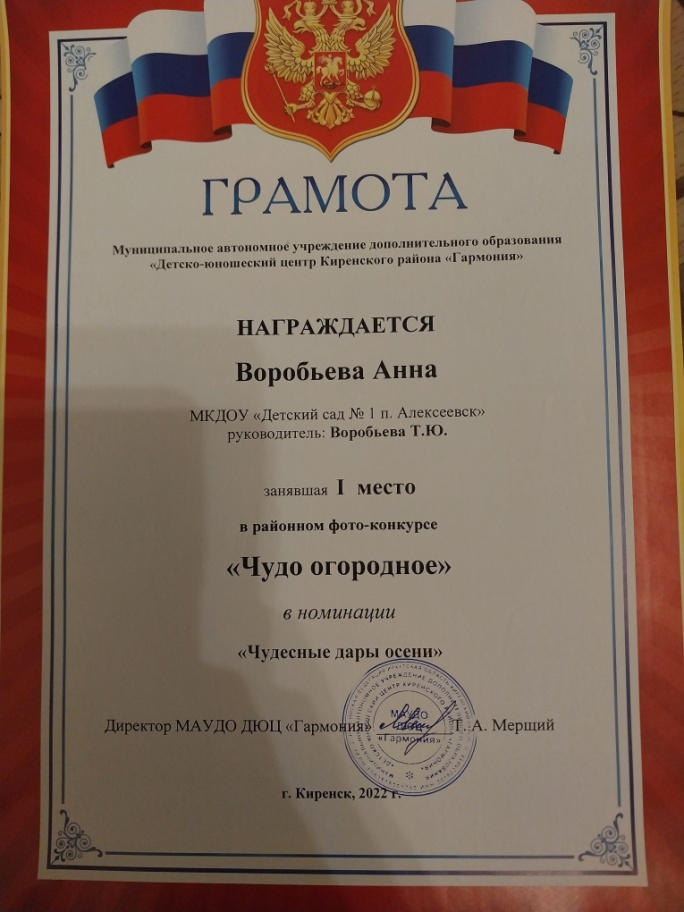 ГРАМОТА
Муниципальное автономное учреждение дополнительного образования
«Детско-юношеский центр Киренского района «Гармония»
НАГРАЖДАЕТСЯ
Воробьева Анна
МКДОУ «Детский сад № 1 п. Алексеевск»
руководитель: Воробьева Т.Ю.
занявшая I место
в районном фото-конкурсе
«Чудо огородное»
в номинации
«Чудесные дары осени»
Директор МАУДО ДЮЦ «Гармония» Т. А. Мерщий
МАУДО
«Гармония»
г. Киренск, 2022 г.